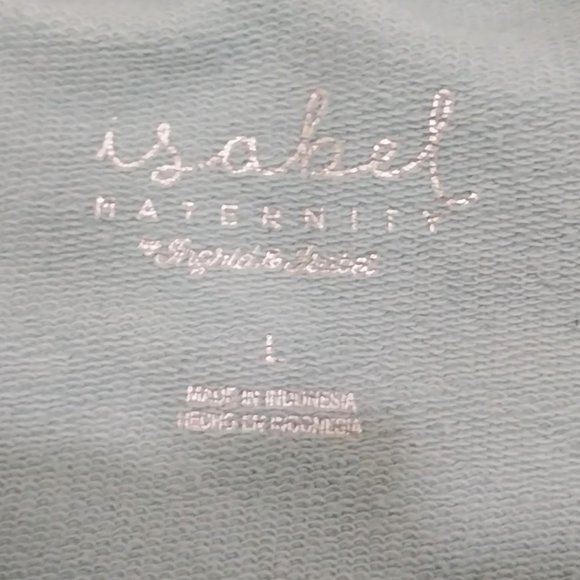 isabel
MATERNITY
by Ingrid & Isabel
L
MADE IN INDONESIA
HECHO EN INDONESIA